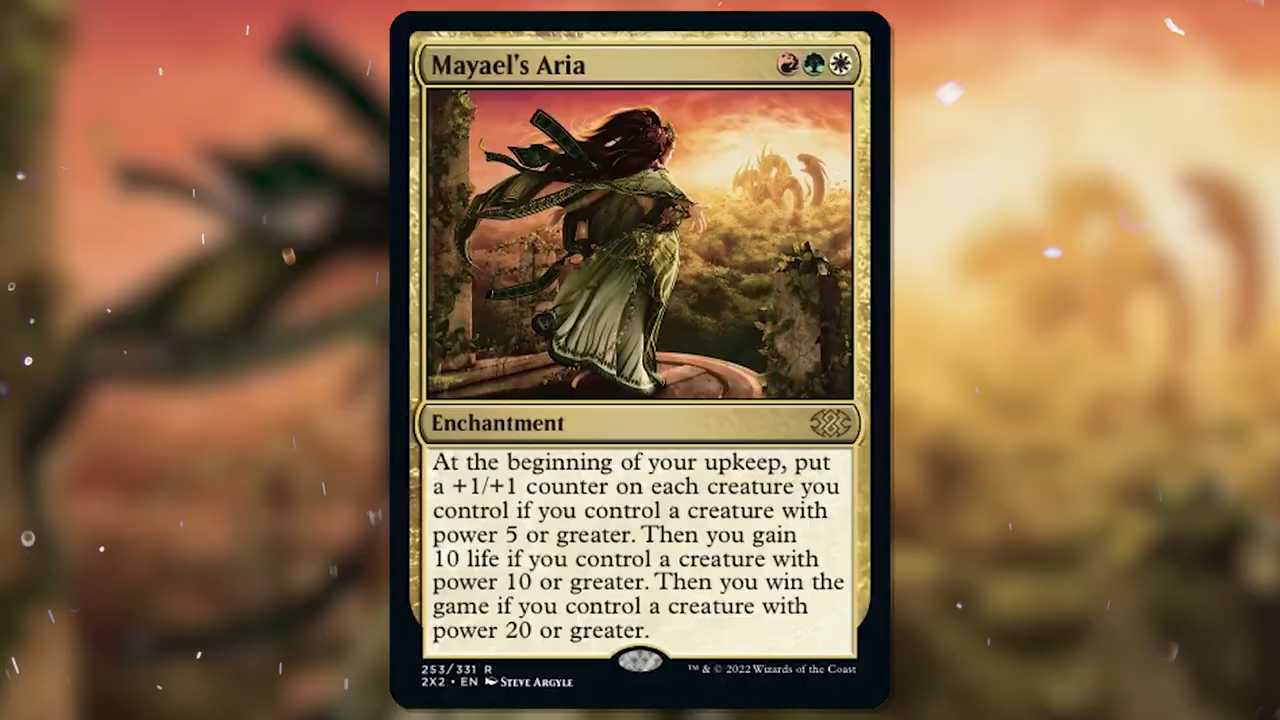 Mayael's Aria
Enchantment
At the beginning of your upkeep, put
a +1/+1 counter on each creature you
control if you control a creature with
power 5 or greater. Then you gain
10 life if you control a creature with
power 10 or greater. Then you win the
game if you control a creature with
power 20 or greater.
253/331 R
™ & © 2022 Wizards of the Coast
2X2 • EN Steve Argyle